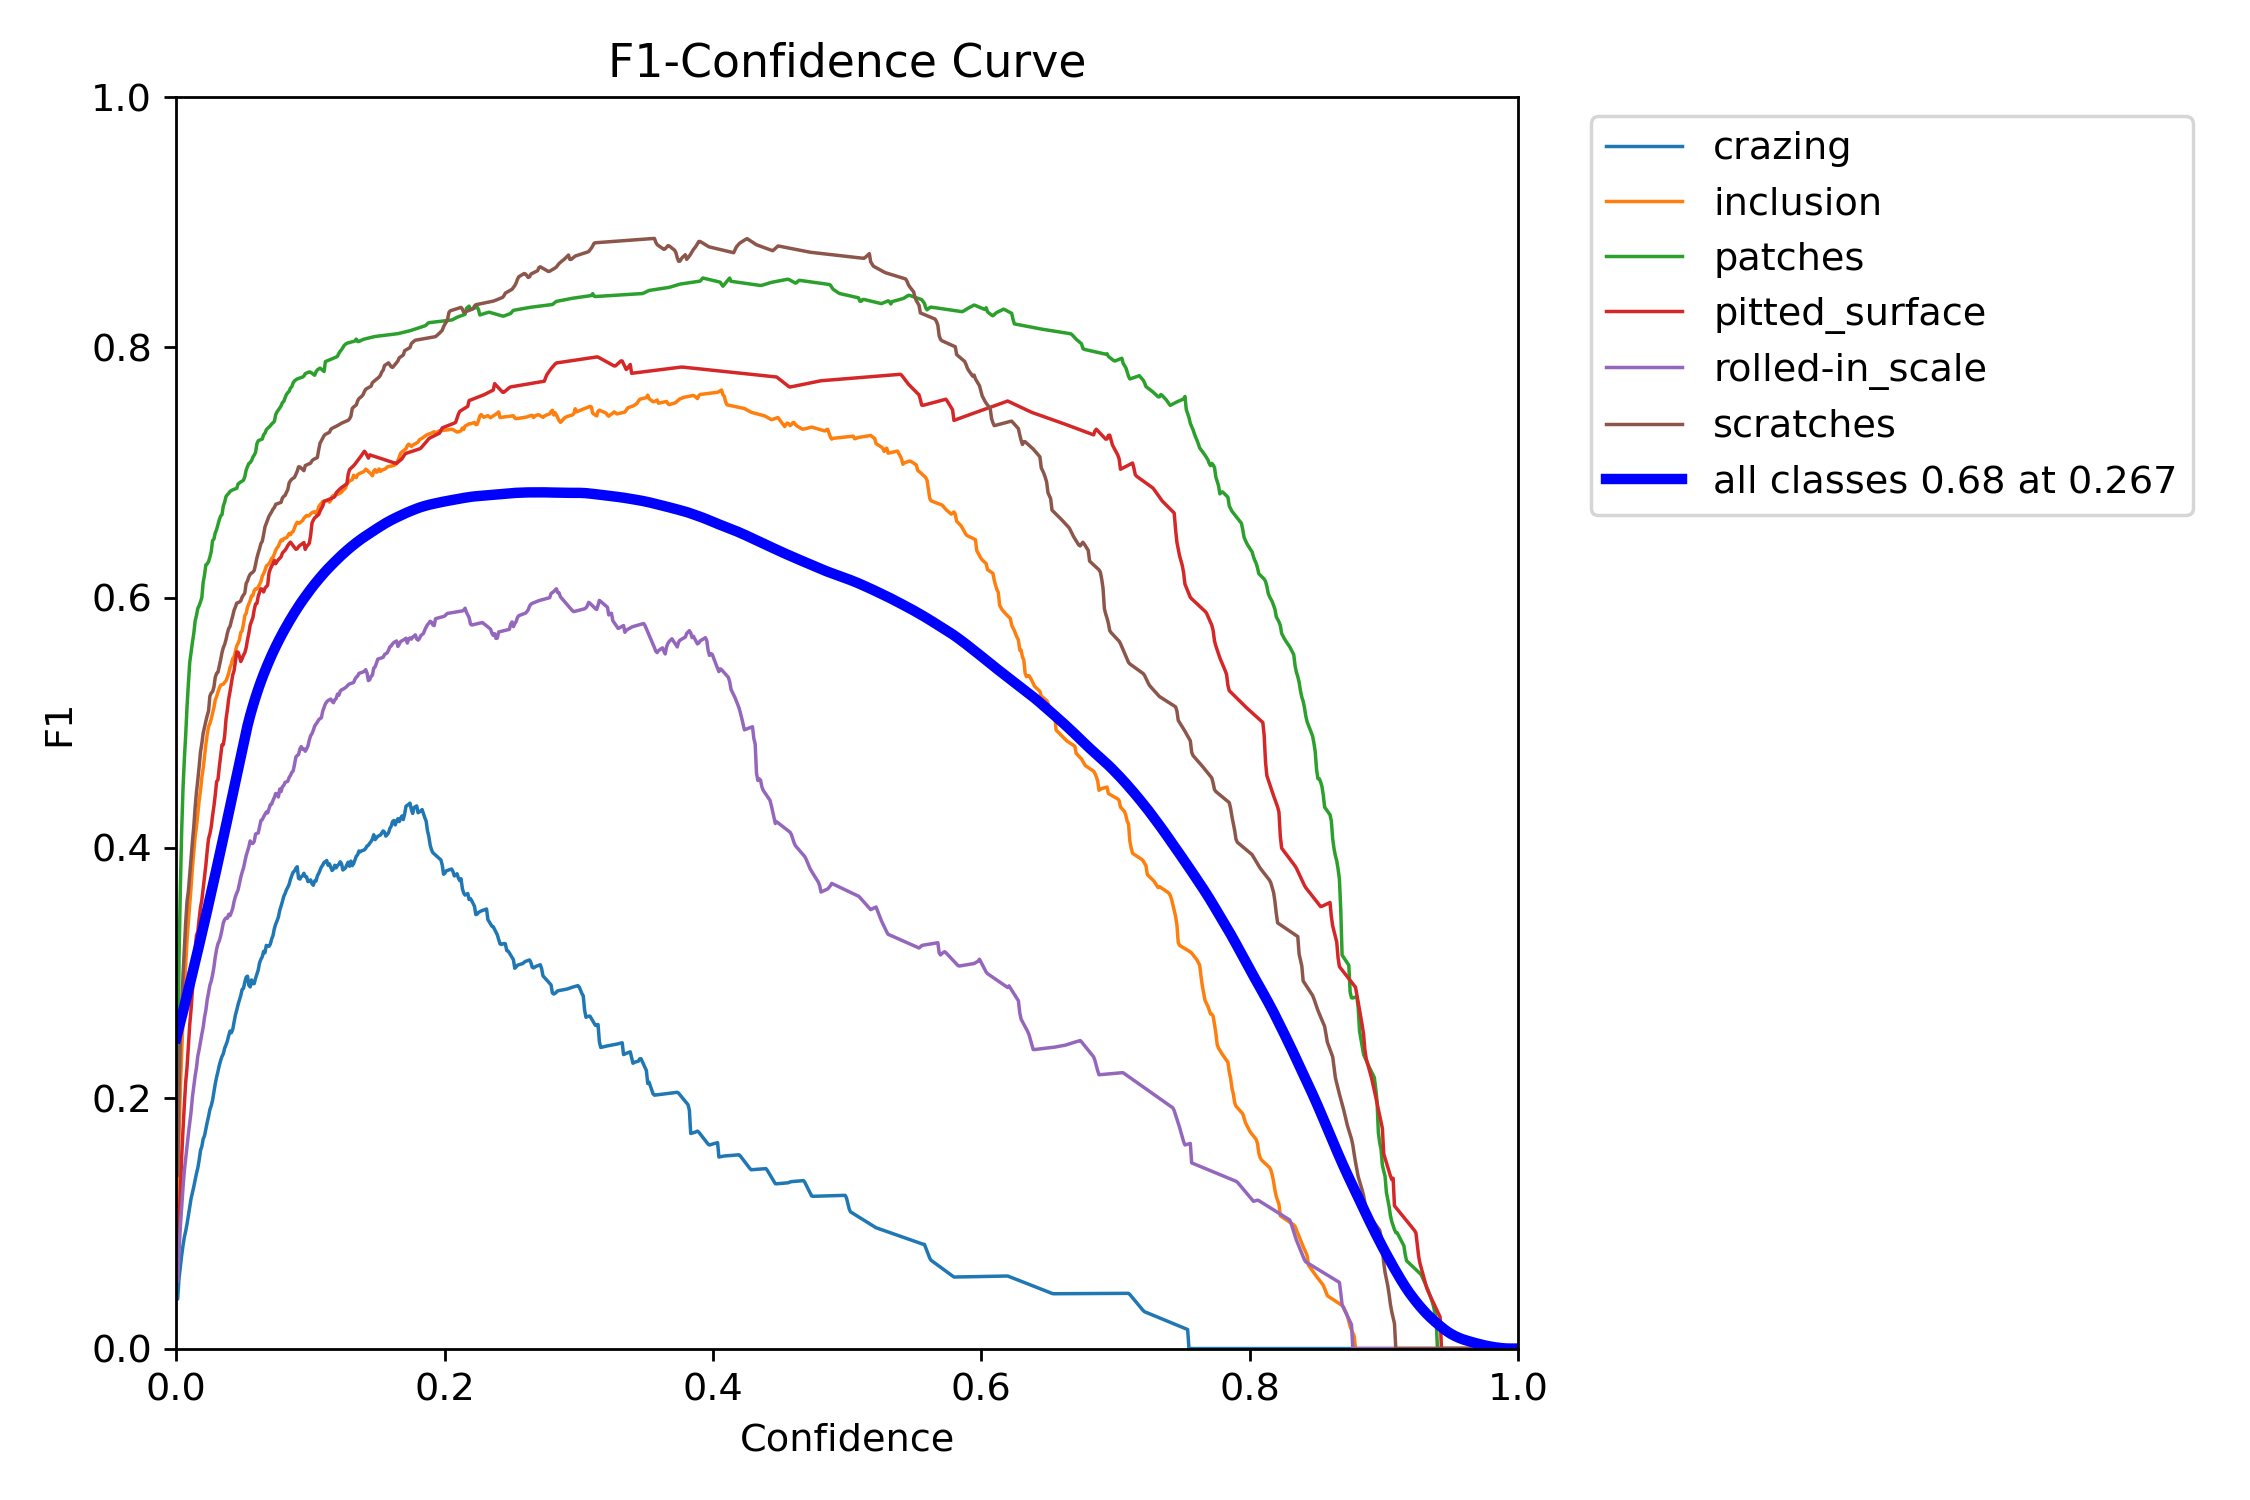 F1-Confidence Curve
1.0
0.8
0.6
0.4
0.2
0.0
F1
0.0 0.2 0.4 0.6 0.8 1.0
Confidence
crazing
inclusion
patches
pitted_surface
rolled-in_scale
scratches
all classes 0.68 at 0.267